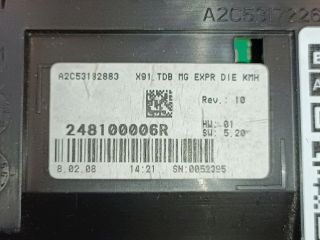 A2C5317226
A2C53192883 X91 TDB MG EXPR DIE KMH
Rev.: 10
248100006R
HW: 01
SW: 5.20
8.02.08 14:21 SN:0052395